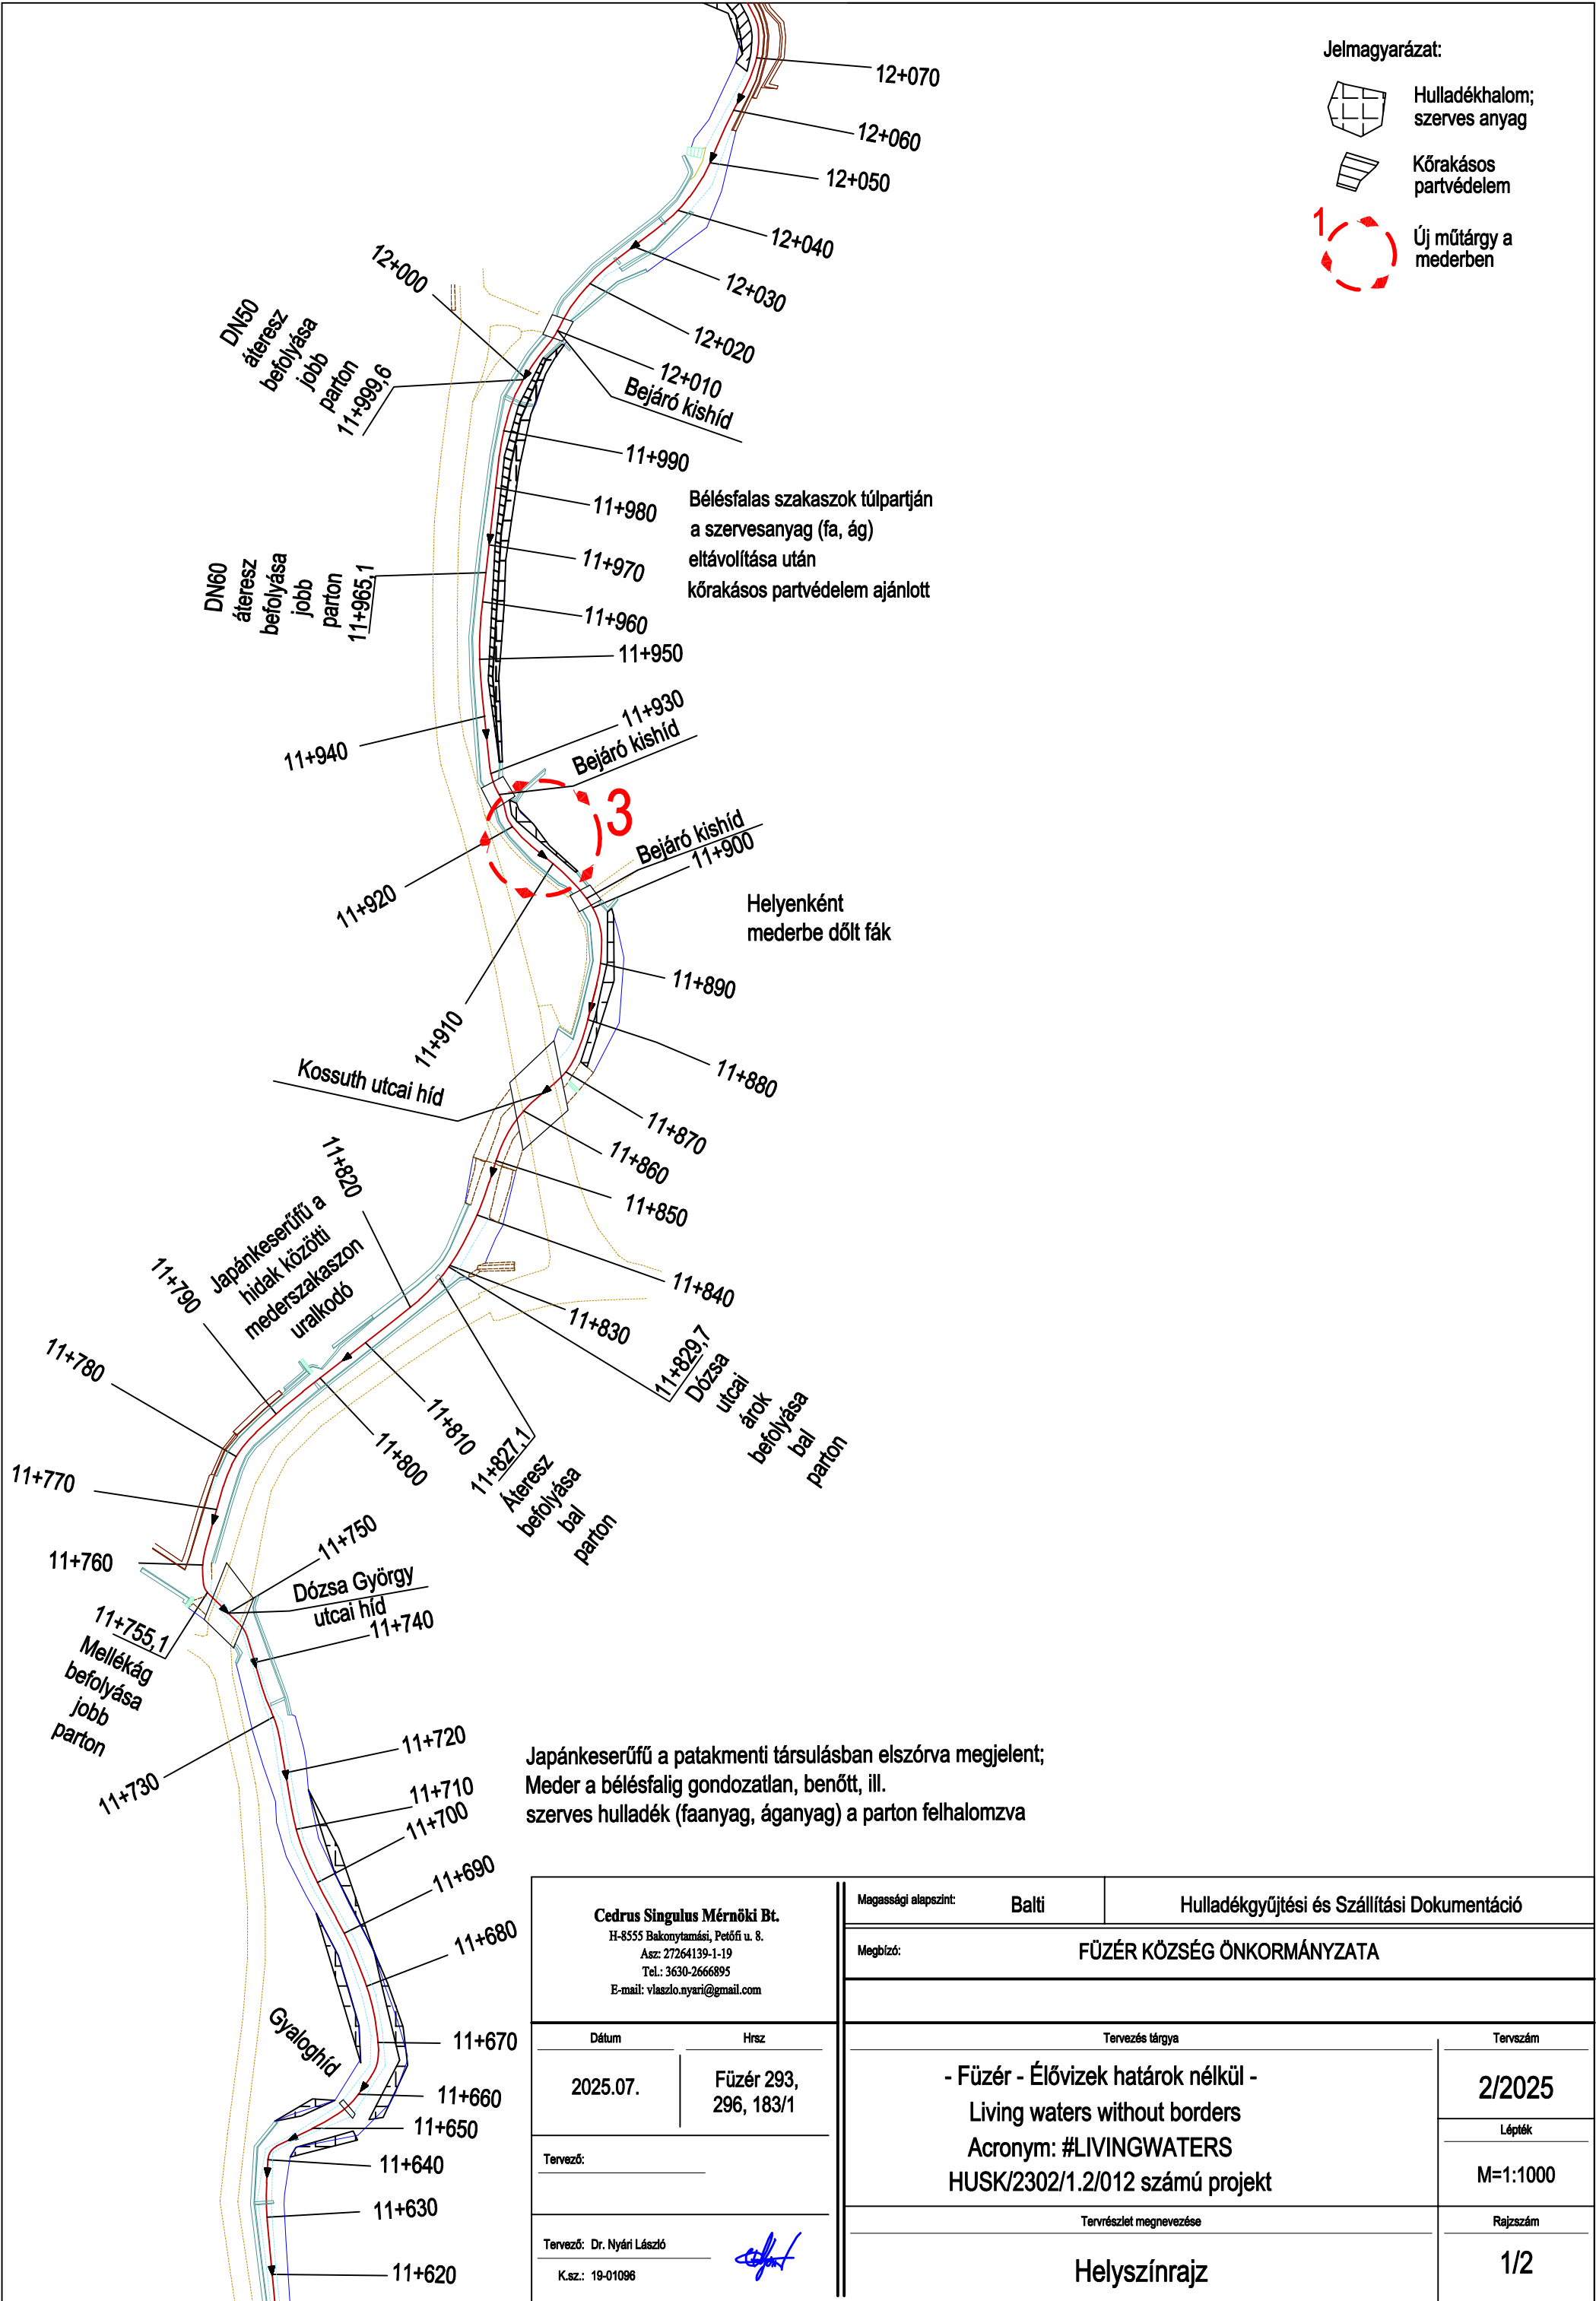 Jelmagyarázat:
Hulladékhalom;
szerves anyag
Kőrakásos
partvédelem
1
Új műtárgy a
mederben
12+070
12+060
12+050
12+040
12+030
12+020
12+010
Bejáró kishíd
12+000
DN50
áteresz
befolyása
jobb
parton
11+999,6
11+990
11+980
11+970
11+960
11+950
Bélésfalas szakaszok túlpartján
a szervesanyag (fa, ág)
eltávolítása után
kőrakásos partvédelem ajánlott
DN60
áteresz
befolyása
jobb
parton
11+965,1
11+940
11+930
Bejáró kishíd
3
Bejáró kishíd
11+900
11+920
11+910
Helyenként
mederbe dőlt fák
11+890
11+880
Kossuth utcai híd
11+870
11+860
11+850
11+840
11+830
11+829,7
Dózsa
utcai
árok
befolyása
bal
parton
11+820
Japánkeserűfű a
hidak közötti
mederszakaszon
uralkodó
11+790
11+780
11+770
11+760
11+810
11+800
11+827,1
Áteresz
befolyása
bal
parton
11+750
Dózsa György
utcai híd
11+740
11+755,1
Mellékág
befolyása
jobb
parton
11+730
11+720
11+710
11+700
11+690
11+680
11+670
11+660
11+650
11+640
11+630
11+620
Gyaloghíd
Japánkeserűfű a patakmenti társulásban elszórva megjelent;
Meder a bélésfalig gondozatlan, benőtt, ill.
szerves hulladék (faanyag, áganyag) a parton felhalomzva
Cedrus Singulus Mérnöki Bt.
H-8555 Bakonytamási, Petőfi u. 8.
Asz: 27264139-1-19
Tel.: 3630-2666895
E-mail: vlaszlo.nyari@gmail.com
Magassági alapszint: Balti
Hulladékgyűjtési és Szállítási Dokumentáció
Megbízó: FÜZÉR KÖZSÉG ÖNKORMÁNYZATA
Dátum
2025.07.
Hrsz
Füzér 293,
296, 183/1
Tervezés tárgya
- Füzér - Élővizek határok nélkül -
Living waters without borders
Acronym: #LIVINGWATERS
HUSK/2302/1.2/012 számú projekt
Tervszám
2/2025
Lépték
M=1:1000
Tervező:
Tervező: Dr. Nyári László
K.sz.: 19-01096
Tervrészlet megnevezése
Helyszínrajz
Rajzszám
1/2